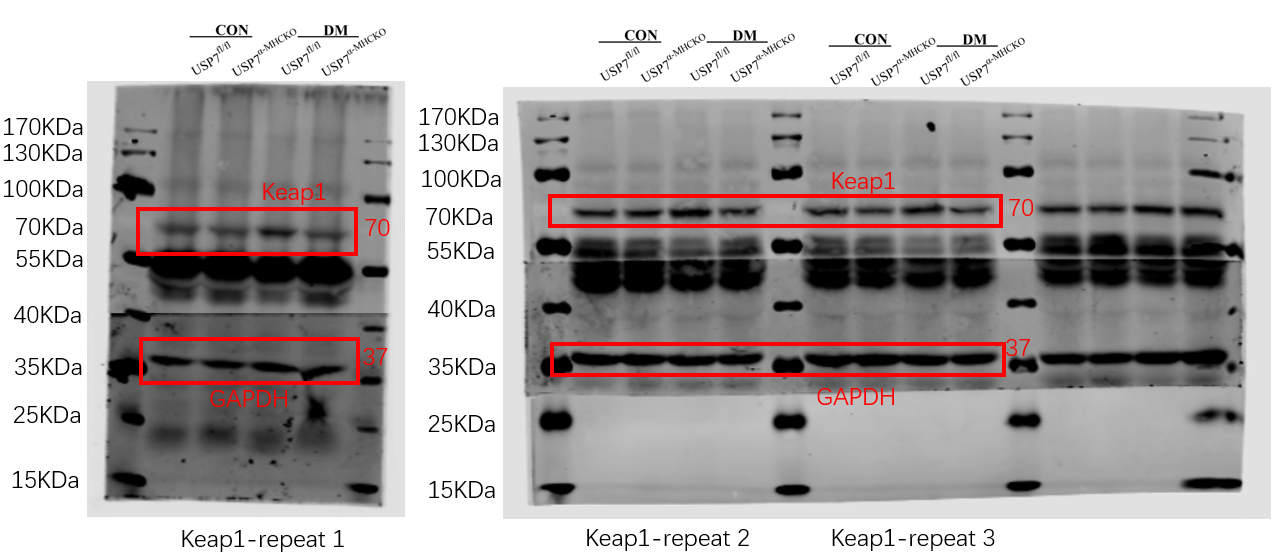 CON DM
USP7fl/fl USP7α-MHCKO USP7fl/fl USP7α-MHCKO
170KDa
130KDa
100KDa
Keap1
70KDa
70
55KDa
40KDa
37
35KDa
GAPDH
25KDa
15KDa
Keap1-repeat 1
CON DM CON DM
USP7fl/fl USP7α-MHCKO USP7fl/fl USP7α-MHCKO USP7fl/fl USP7α-MHCKO USP7fl/fl USP7α-MHCKO
170KDa
130KDa
100KDa
Keap1
70KDa
70
55KDa
40KDa
37
35KDa
GAPDH
25KDa
15KDa
Keap1-repeat 2 Keap1-repeat 3